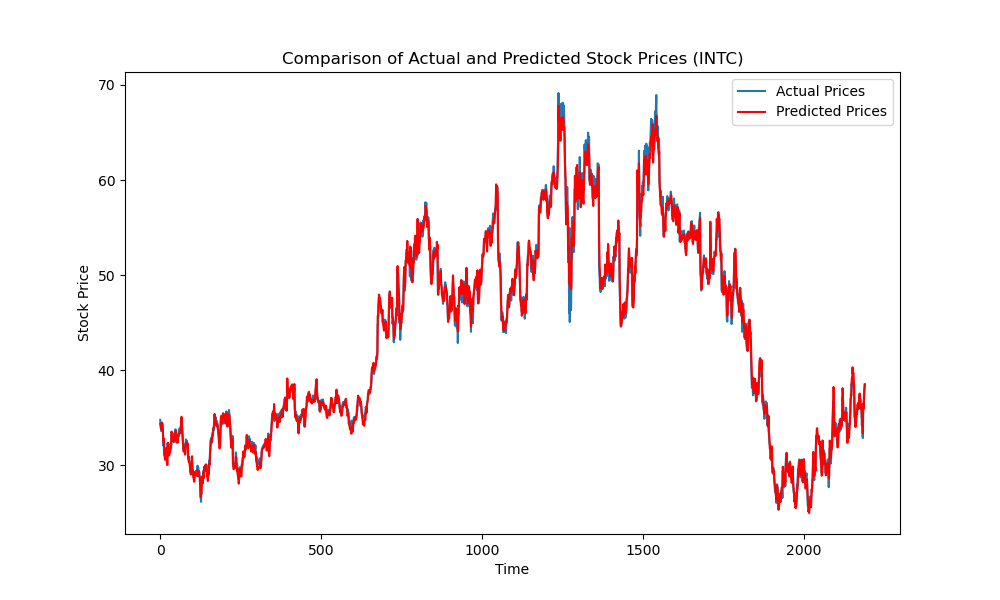 Comparison of Actual and Predicted Stock Prices (INTC)
Actual Prices
Predicted Prices
Stock Price
70
60
50
40
30
0 500 1000 1500 2000
Time